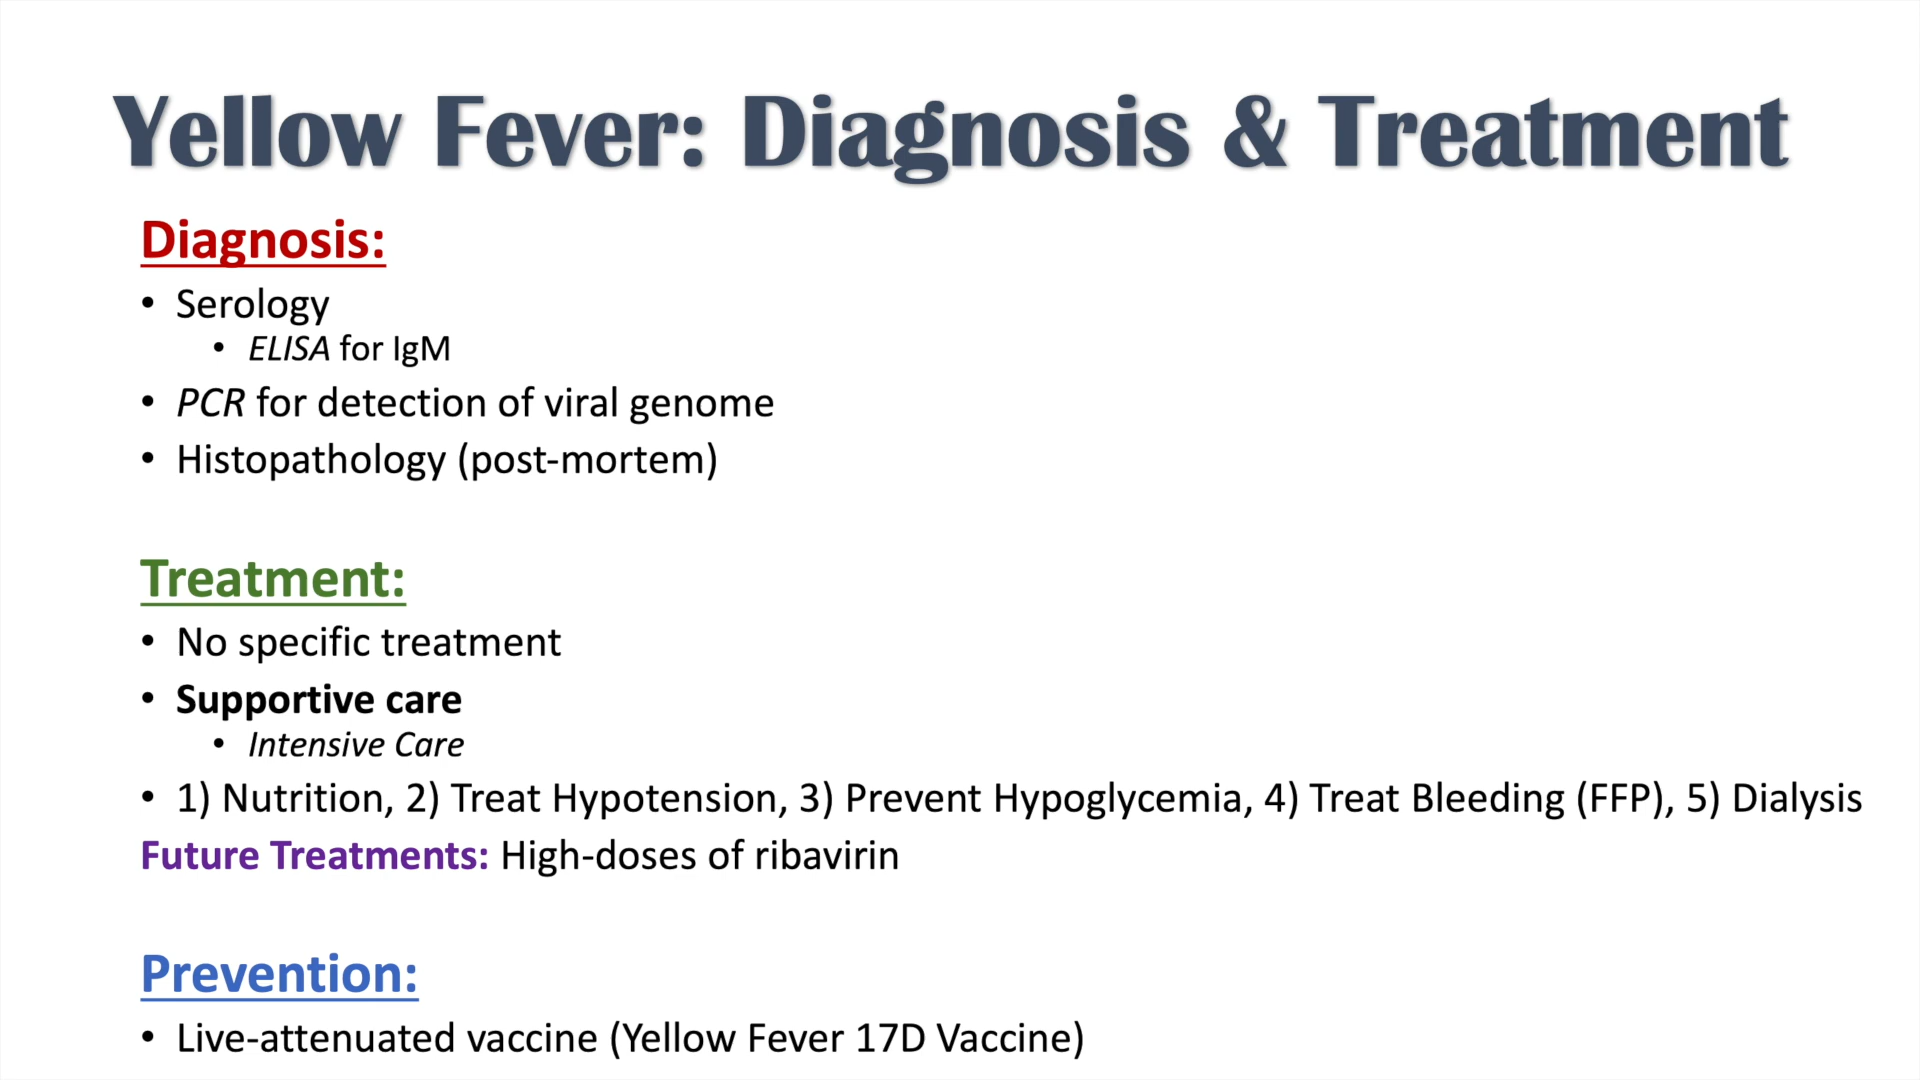 Yellow Fever: Diagnosis & Treatment
Diagnosis:
• Serology
• ELISA for IgM
• PCR for detection of viral genome
• Histopathology (post-mortem)
Treatment:
• No specific treatment
• Supportive care
• Intensive Care
• 1) Nutrition, 2) Treat Hypotension, 3) Prevent Hypoglycemia, 4) Treat Bleeding (FFP), 5) Dialysis
Future Treatments: High-doses of ribavirin
Prevention:
• Live-attenuated vaccine (Yellow Fever 17D Vaccine)